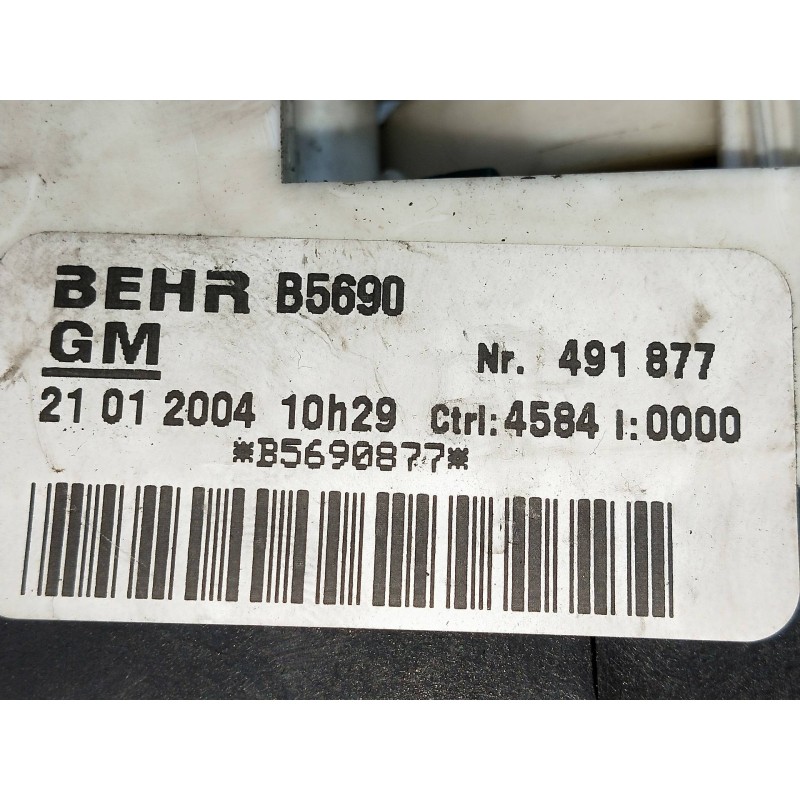 BEHR B5690
GM
Nr. 491 877
21 01 2004 10h29 Ctrl:4584 I:0000
*B5690877*